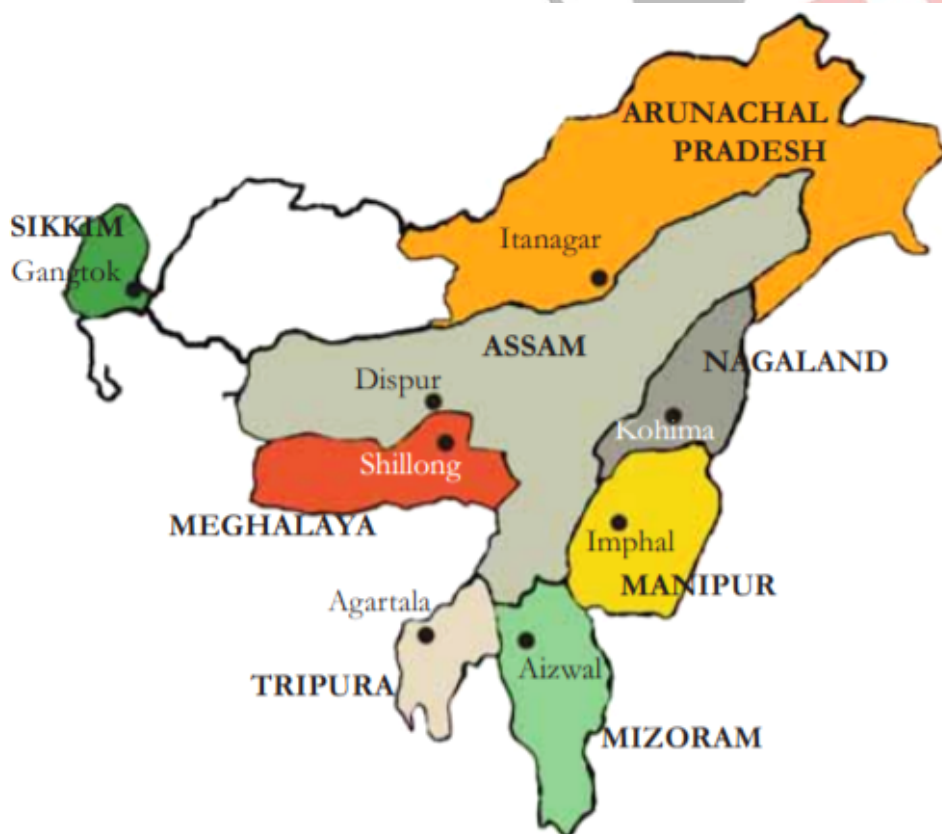 ARUNACHAL
PRADESH
SIKKIM
Itanagar
Gangtok
ASSAM
NAGALAND
Dispur
Kohima
Shillong
MEGHALAYA
Imphal
MANIPUR
Agartala
Aizwal
TRIPURA
MIZORAM